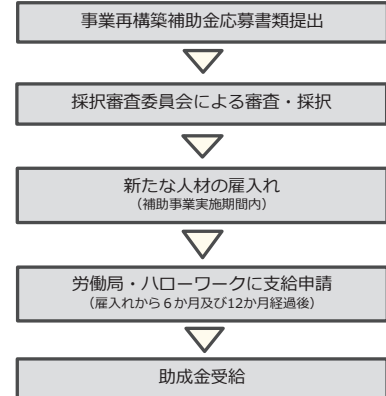 事業再構築補助金応募書類提出
採択審査委員会による審査・採択
新たな人材の雇入れ
（補助事業実施期間内）
労働局・ハローワークに支給申請
（雇入れから６か月及び12か月経過後）
助成金受給